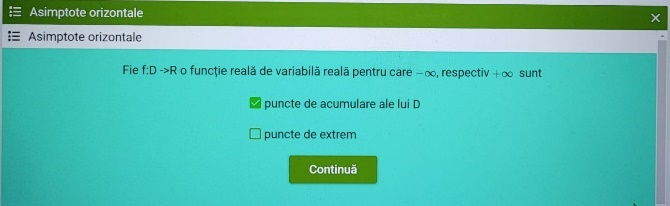 Asimptote orizontale
Asimptote orizontale
Fie f:D ->R o funcție reală de variabilă reală pentru care −∞, respectiv +∞ sunt
puncte de acumulare ale lui D
puncte de extrem
Continuă